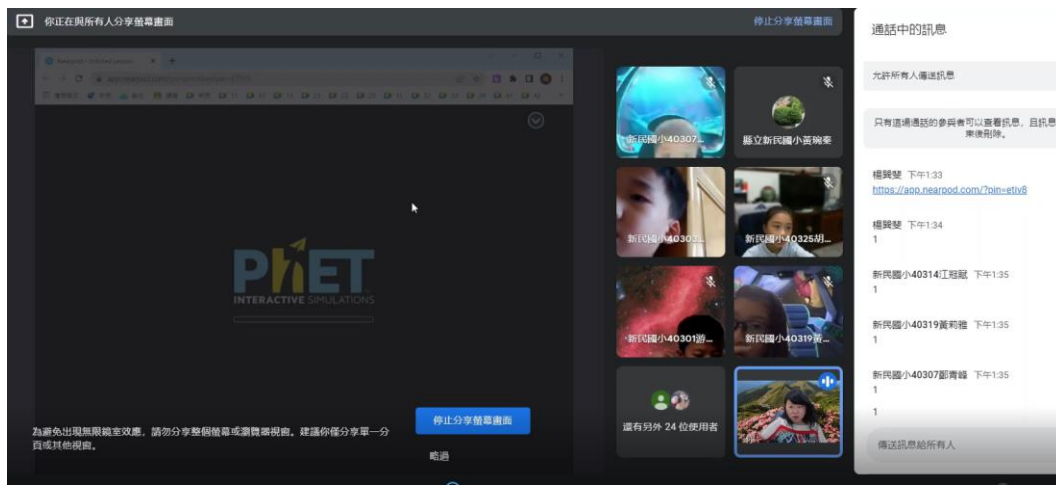 你正在與所有人分享螢幕畫面
停止分享螢幕畫面
PhET
INTERACTIVE SIMULATIONS
為避免出現無限鏡室效應，請勿分享整個螢幕或瀏覽器視窗。建議你僅分享單一分
頁或其他視窗。
停止分享螢幕畫面
略過
新民國小40307...
縣立新民國小黃琬秦
新民國小40303...
新民國小40325胡...
新民國小40301游...
新民國小40319黃...
還有另外 24 位使用者
通話中的訊息
允許所有人傳送訊息
只有這場通話的參與者可以查看訊息，且訊息
束後刪除。
下午1:33
https://app.nearpod.com/?pin=etiv8
下午1:34
1
新民國小40314江冠賦 下午1:35
1
新民國小40319黃莉雅 下午1:35
1
新民國小40307鄭青峰 下午1:35
1
1
傳送訊息給所有人